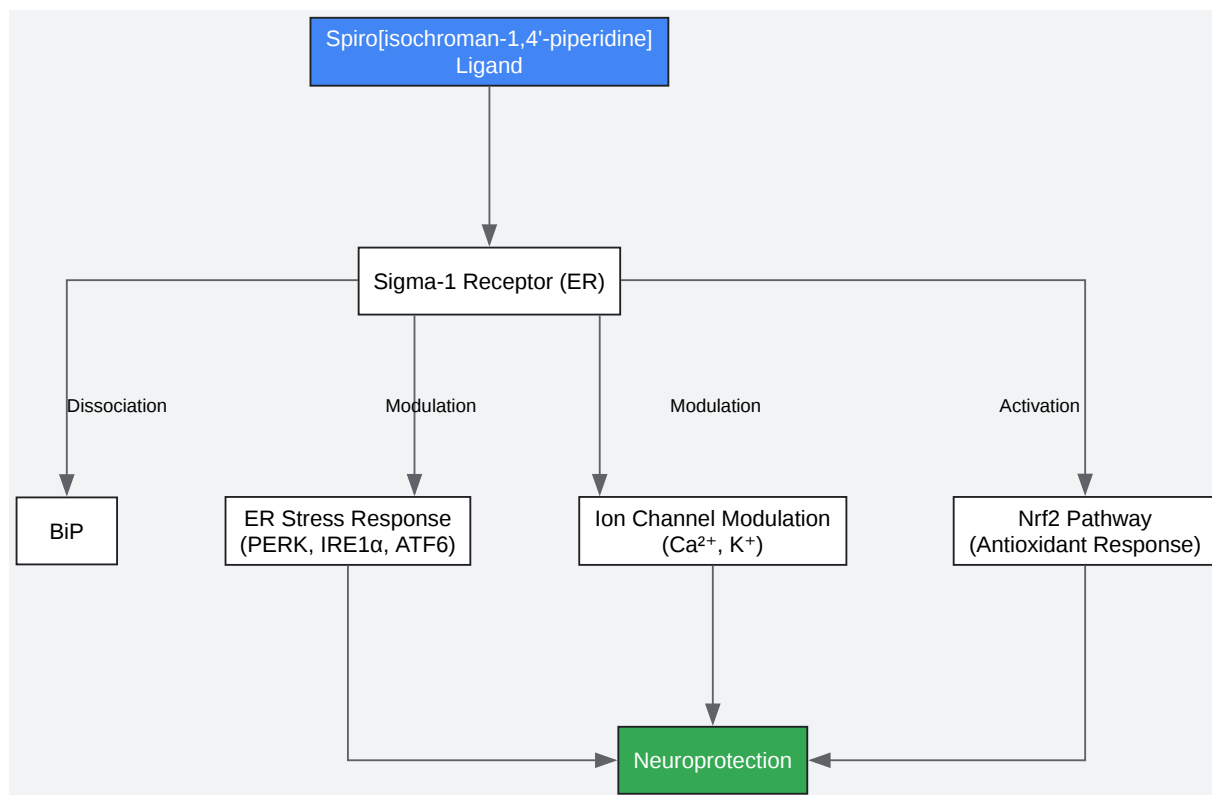 Spiro[isochroman-1,4'-piperidine]
Ligand
Sigma-1 Receptor (ER)
Dissociation
Modulation
Modulation
Activation
BiP
ER Stress Response
(PERK, IRE1α, ATF6)
Ion Channel Modulation
(Ca²⁺, K⁺)
Nrf2 Pathway
(Antioxidant Response)
Neuroprotection